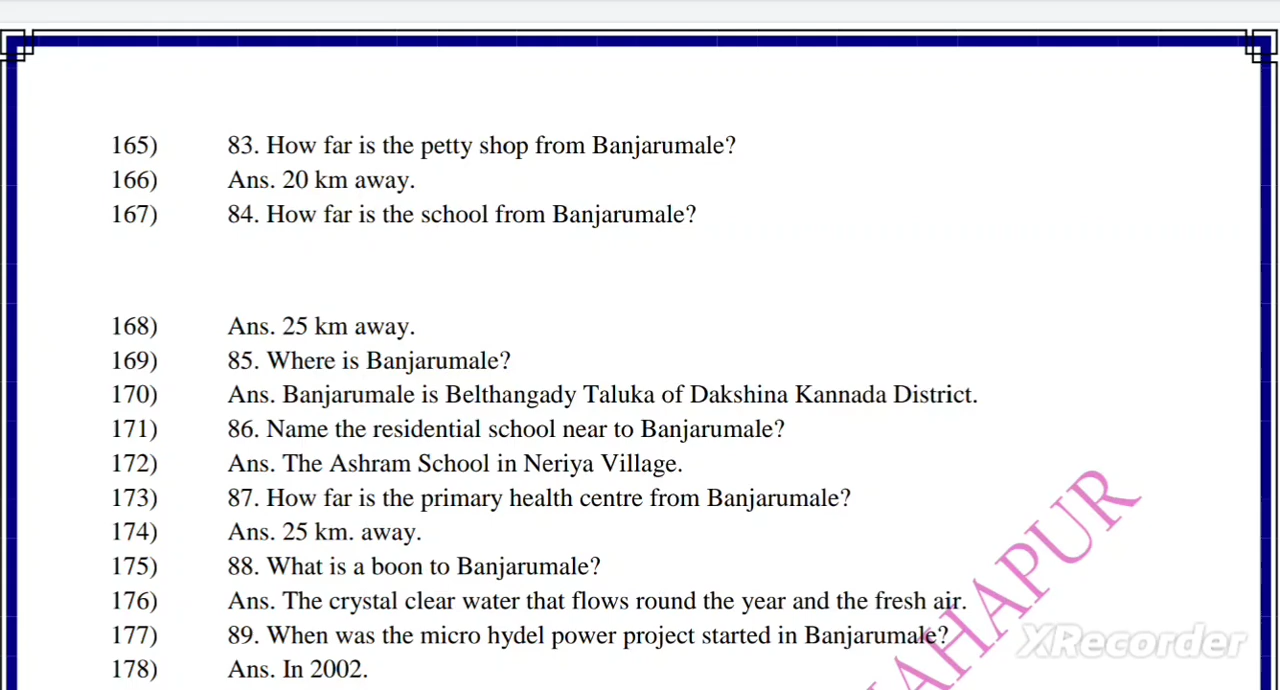 165) 83. How far is the petty shop from Banjarumale?
166) Ans. 20 km away.
167) 84. How far is the school from Banjarumale?
168) Ans. 25 km away.
169) 85. Where is Banjarumale?
170) Ans. Banjarumale is Belthangady Taluka of Dakshina Kannada District.
171) 86. Name the residential school near to Banjarumale?
172) Ans. The Ashram School in Neriya Village.
173) 87. How far is the primary health centre from Banjarumale?
174) Ans. 25 km. away.
175) 88. What is a boon to Banjarumale?
176) Ans. The crystal clear water that flows round the year and the fresh air.
177) 89. When was the micro hydel power project started in Banjarumale?
178) Ans. In 2002.
AHAPUR
XRecorder